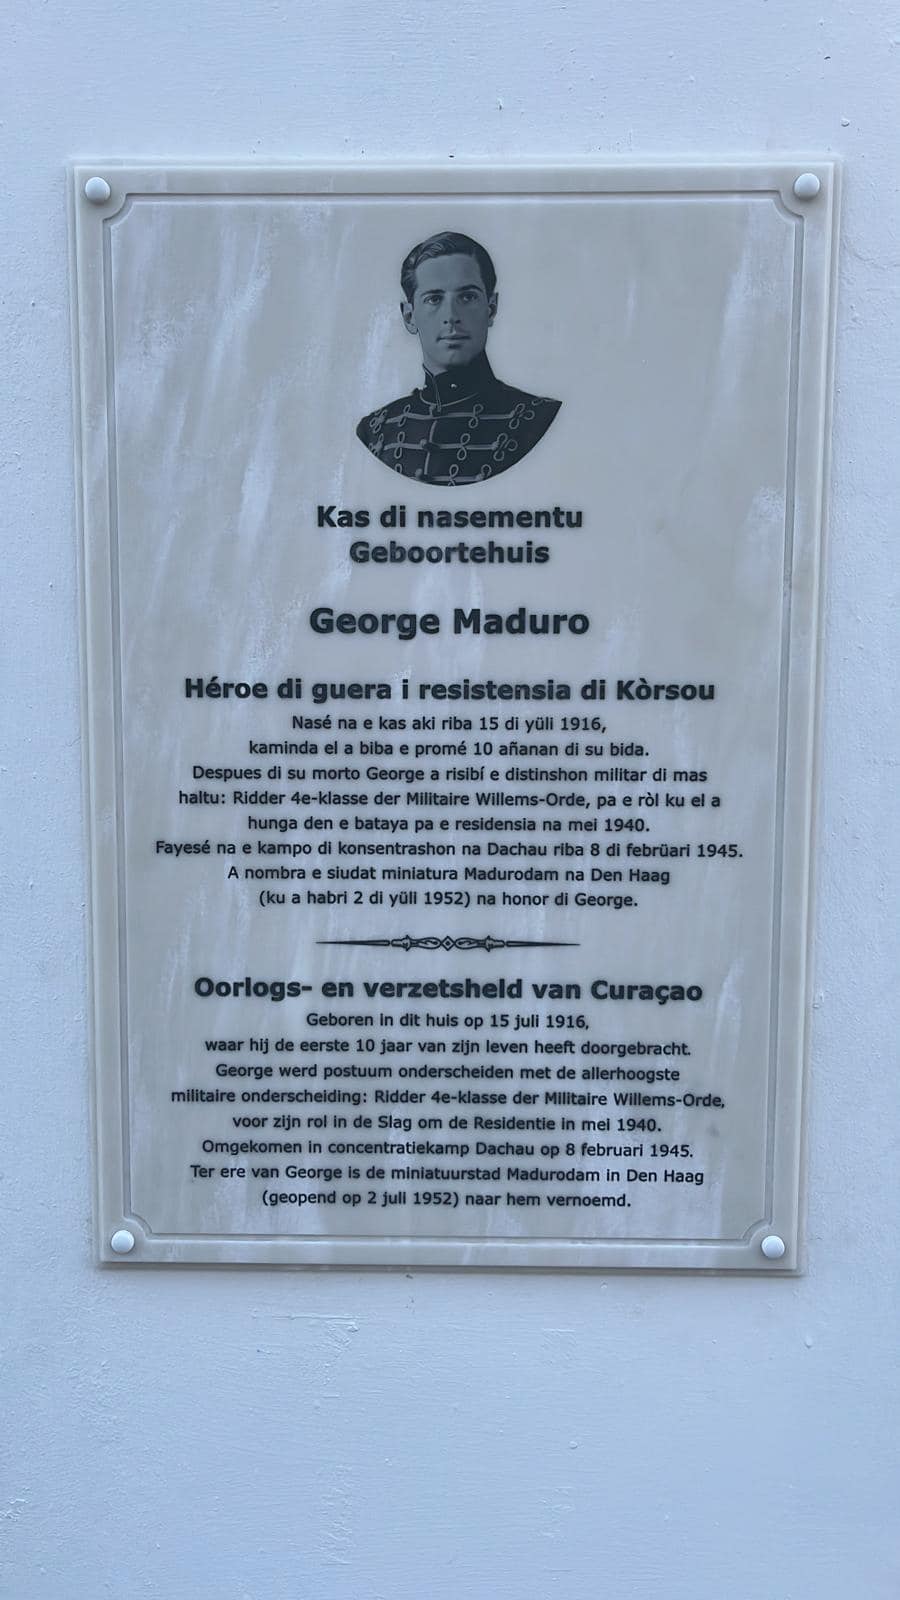 Kas di nasementu
Geboortehuis
George Maduro
Héroe di guera i resistensia di Kòrsou
Nasé na e kas aki riba 15 di yüli 1916,
kaminda el a biba e promé 10 añanan di su bida.
Despues di su morto George a risibí e distinshon militar di mas
haltu: Ridder 4e-klasse der Militaire Willems-Orde, pa e ròl ku el a
hunga den e bataya pa e residensia na mei 1940.
Fayesé na e kampo di konsentrashon na Dachau riba 8 di febrüari 1945.
A nombra e siudat miniatura Madurodam na Den Haag
(ku a habri 2 di yüli 1952) na honor di George.
Oorlogs- en verzetsheld van Curaçao
Geboren in dit huis op 15 juli 1916,
waar hij de eerste 10 jaar van zijn leven heeft doorgebracht.
George werd postuum onderscheiden met de allerhoogste
militaire onderscheiding: Ridder 4e-klasse der Militaire Willems-Orde,
voor zijn rol in de Slag om de Residentie in mei 1940.
Omgekomen in concentratiekamp Dachau op 8 februari 1945.
Ter ere van George is de miniatuurstad Madurodam in Den Haag
(geopend op 2 juli 1952) naar hem vernoemd.